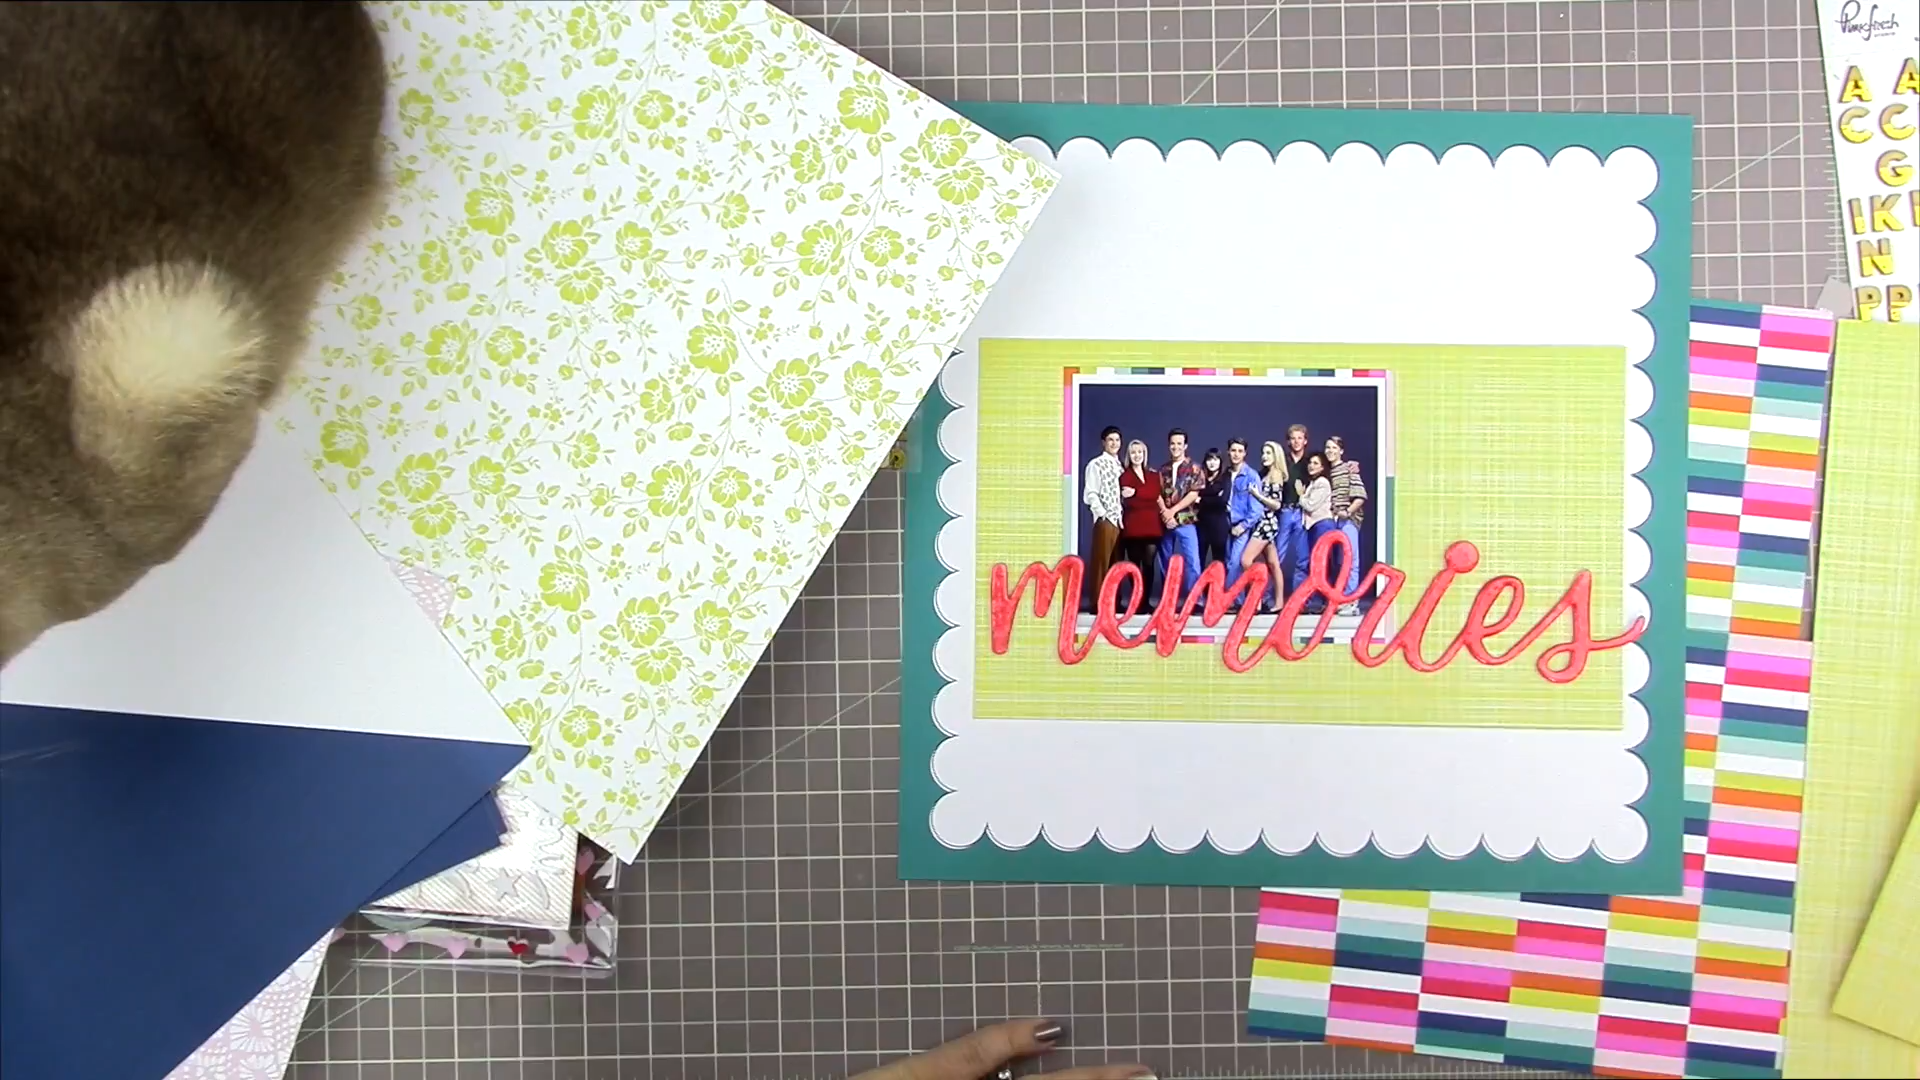 Pinkfresh
A A
C C
G
I K
N
P P
memories